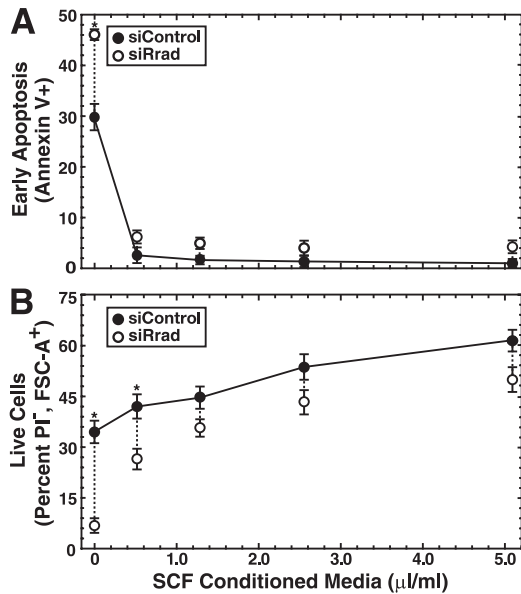 A
siControl
siRrad
Early Apoptosis
(Annexin V+)
50
40
30
20
10
0
*
B
siControl
siRrad
Live Cells
(Percent PI⁻, FSC-A⁺)
75
60
45
30
15
0
*
*
0
1.0
2.0
3.0
4.0
5.0
SCF Conditioned Media (μl/ml)